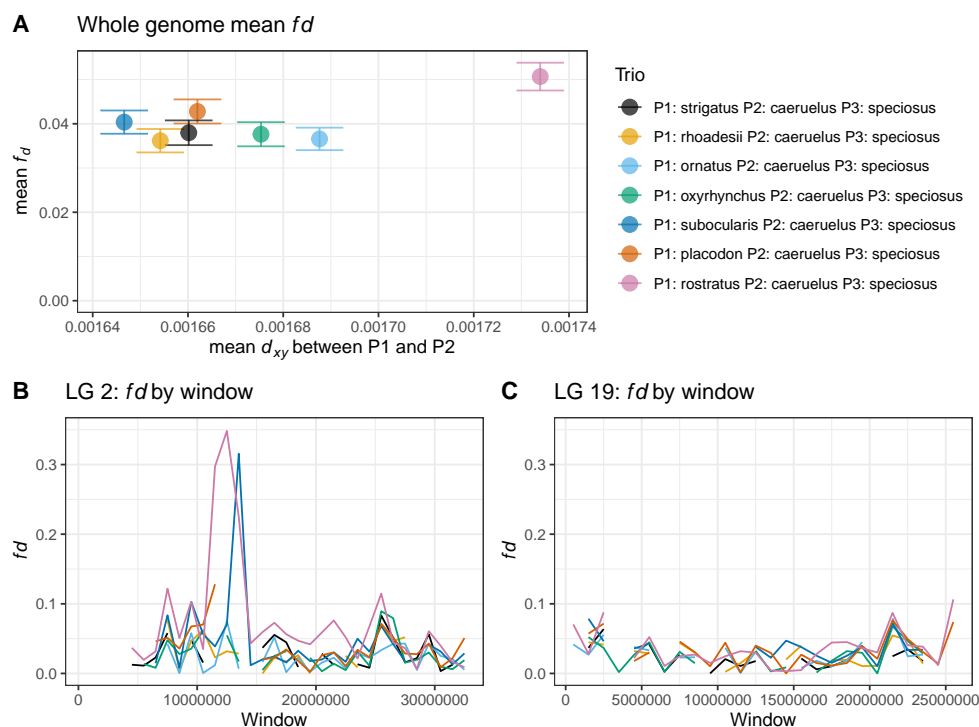 A Whole genome mean fd
mean fd
0.04
0.02
0.00
0.00164 0.00166 0.00168 0.00170 0.00172 0.00174
mean dxy between P1 and P2
Trio
P1: strigatus P2: caeruelus P3: speciosus
P1: rhoadesii P2: caeruelus P3: speciosus
P1: ornatus P2: caeruelus P3: speciosus
P1: oxyrhynchus P2: caeruelus P3: speciosus
P1: subocularis P2: caeruelus P3: speciosus
P1: placodon P2: caeruelus P3: speciosus
P1: rostratus P2: caeruelus P3: speciosus
B LG 2: fd by window
fd
0.3
0.2
0.1
0.0
0 10000000 20000000 30000000
Window
C LG 19: fd by window
fd
0.3
0.2
0.1
0.0
0 5000000 10000000 15000000 20000000 25000000
Window